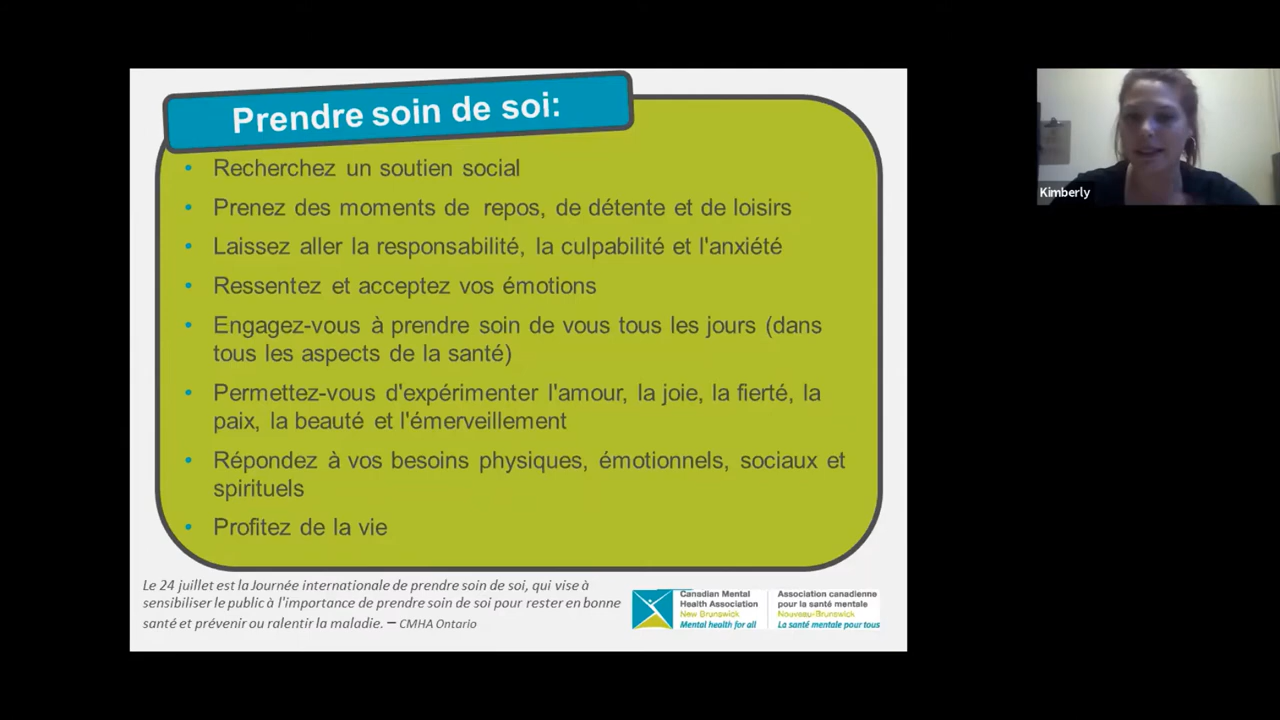 Prendre soin de soi:
Recherchez un soutien social
Prenez des moments de repos, de détente et de loisirs
Laissez aller la responsabilité, la culpabilité et l'anxiété
Ressentez et acceptez vos émotions
Engagez-vous à prendre soin de vous tous les jours (dans
tous les aspects de la santé)
Permettez-vous d'expérimenter l'amour, la joie, la fierté, la
paix, la beauté et l'émerveillement
Répondez à vos besoins physiques, émotionnels, sociaux et
spirituels
Profitez de la vie
Le 24 juillet est la Journée internationale de prendre soin de soi, qui vise à
sensibiliser le public à l'importance de prendre soin de soi pour rester en bonne
santé et prévenir ou ralentir la maladie. – CMHA Ontario
Canadian Mental
Health Association
New Brunswick
Mental health for all
Association canadienne
pour la santé mentale
Nouveau-Brunswick
La santé mentale pour tous
Kimberly